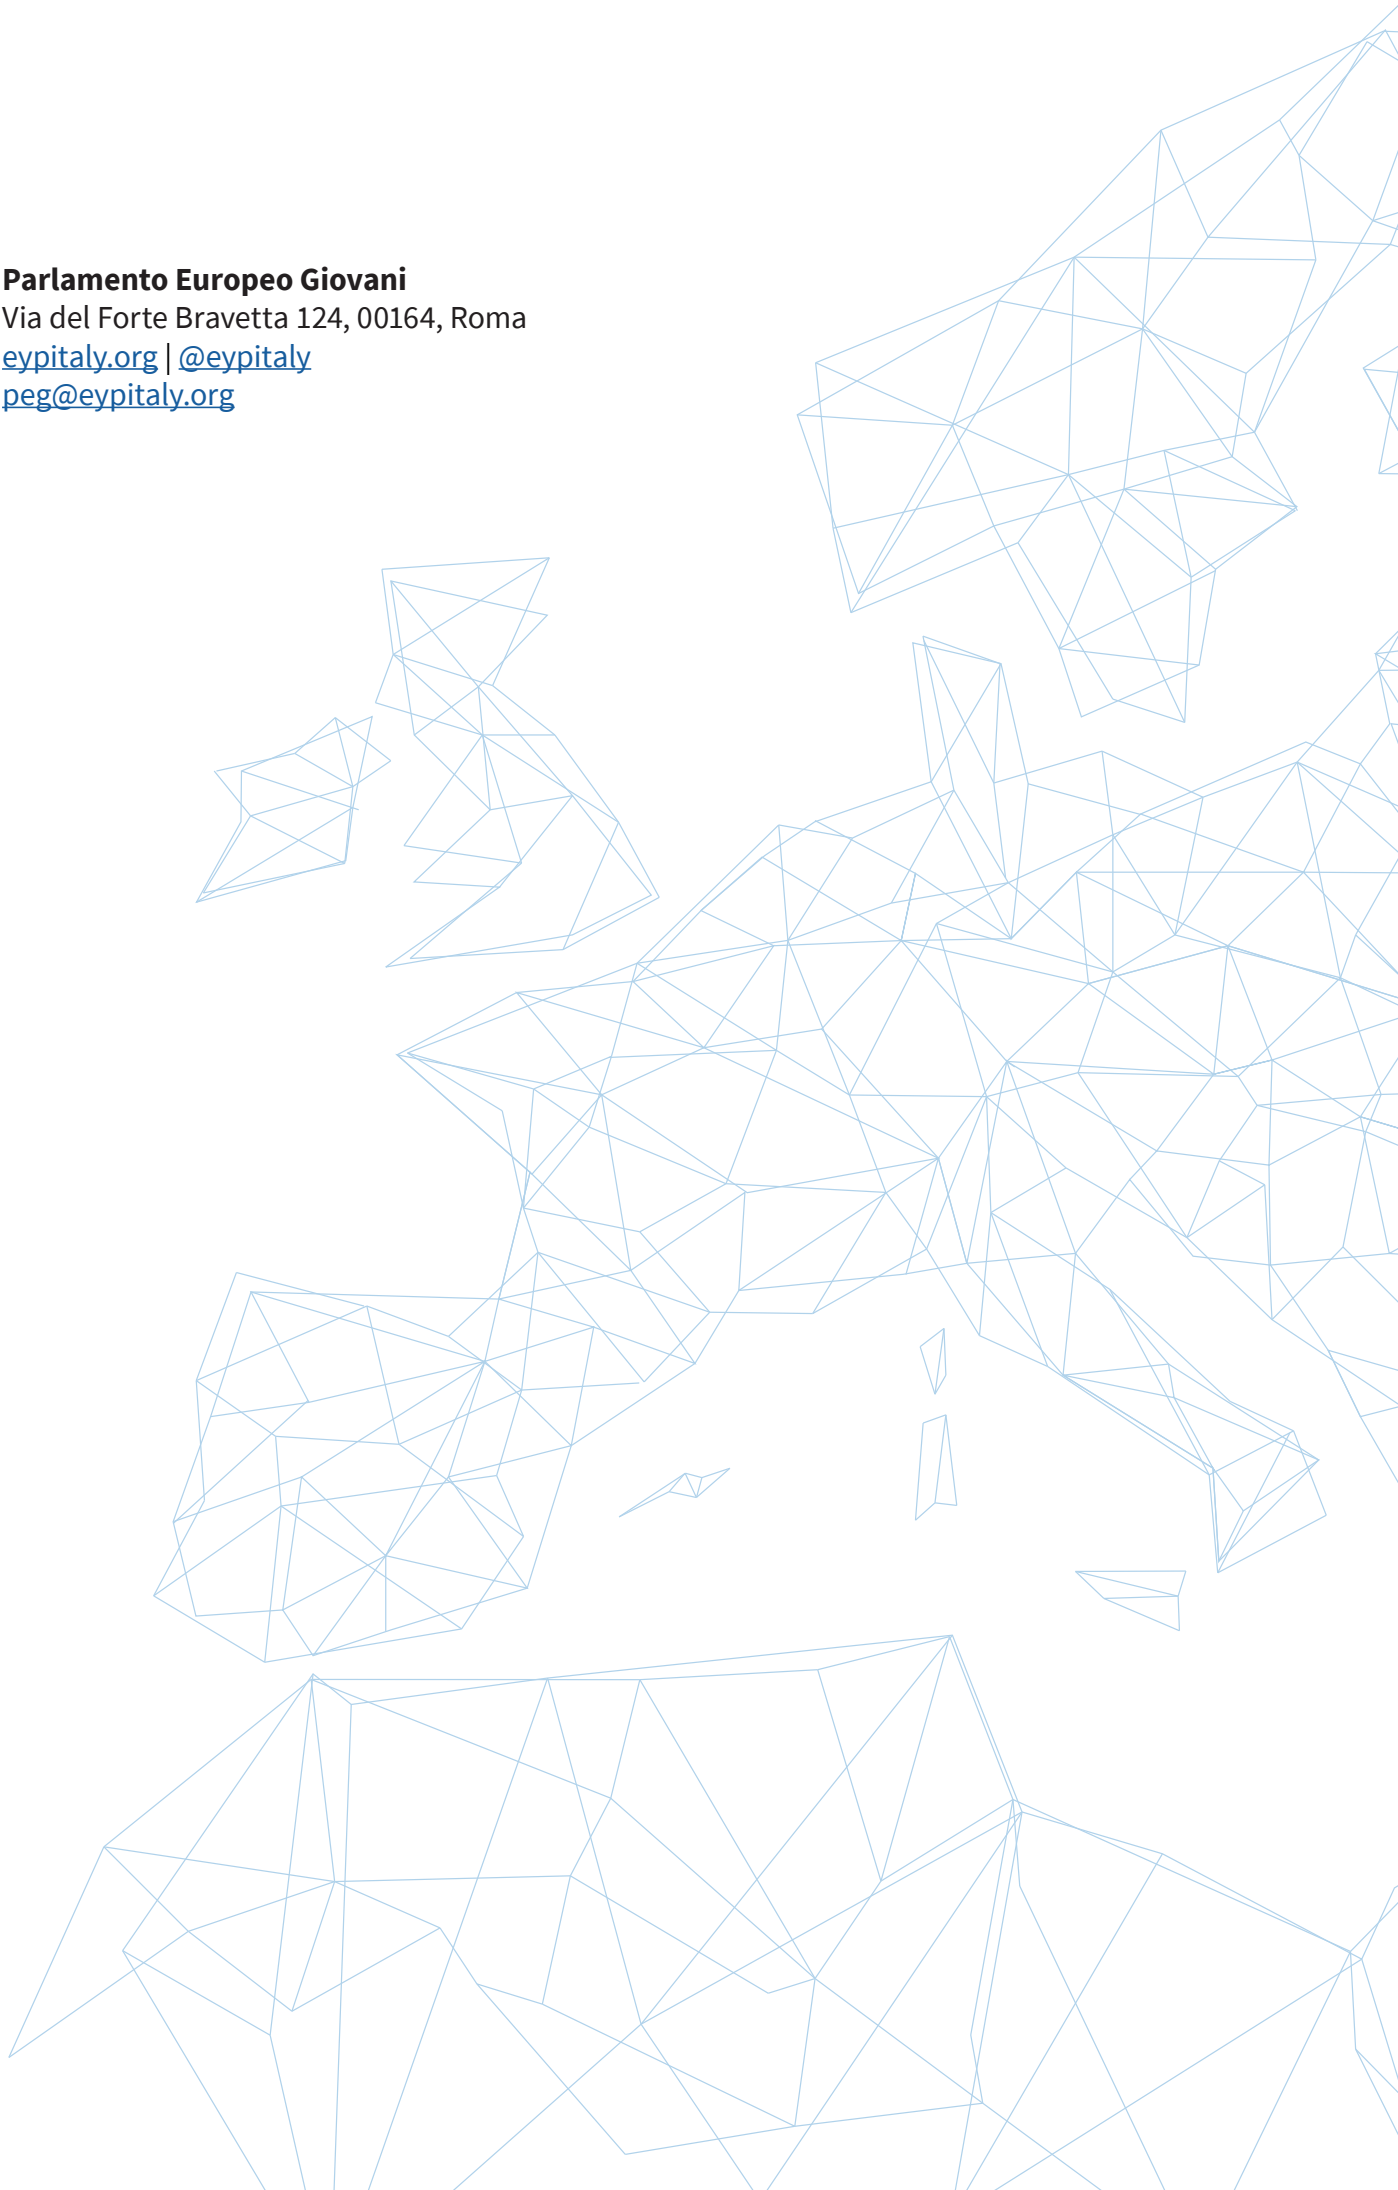 Parlamento Europeo Giovani
Via del Forte Bravetta 124, 00164, Roma
eypitaly.org | @eypitaly
peg@eypitaly.org